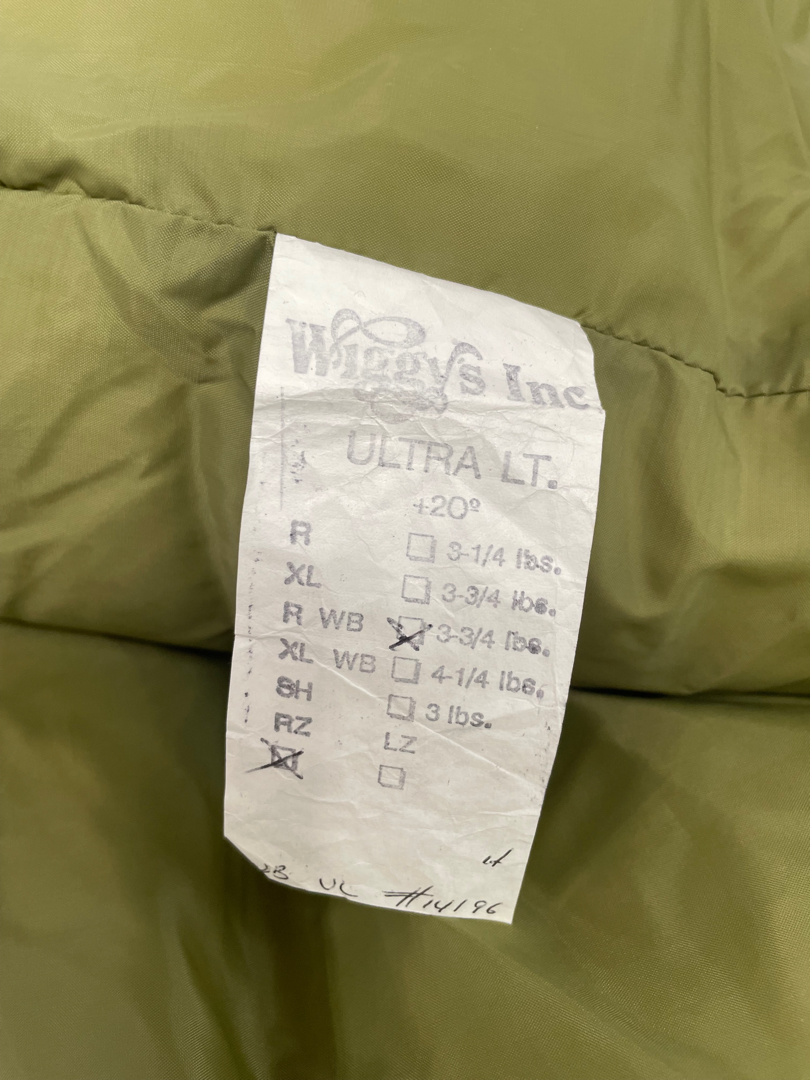 Wiggy's Inc.
ULTRA LT.
+20º
R 3-1/4 lbs.
XL 3-3/4 lbs.
R WB 3-3/4 lbs.
XL WB 4-1/4 lbs.
SH 3 lbs.
RZ LZ
UL #14196